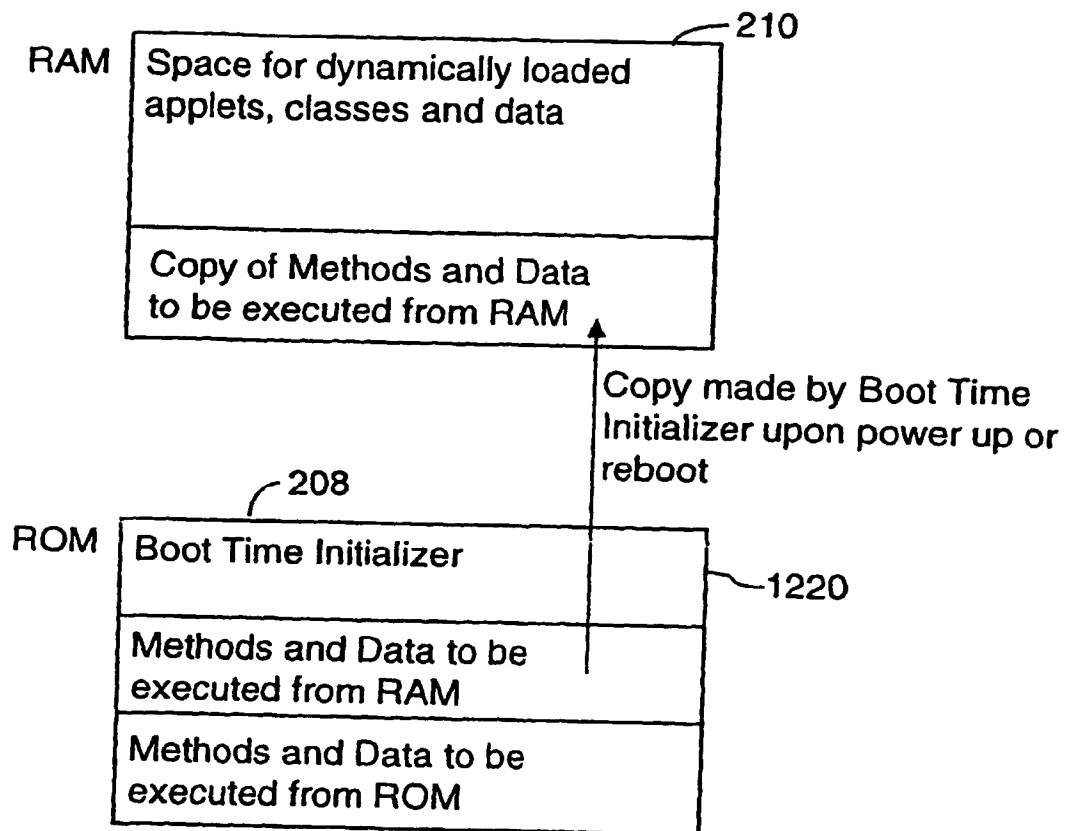 210
RAM
Space for dynamically loaded
applets, classes and data
Copy of Methods and Data
to be executed from RAM
Copy made by Boot Time
Initializer upon power up or
reboot
208
ROM
Boot Time Initializer
1220
Methods and Data to be
executed from RAM
Methods and Data to be
executed from ROM